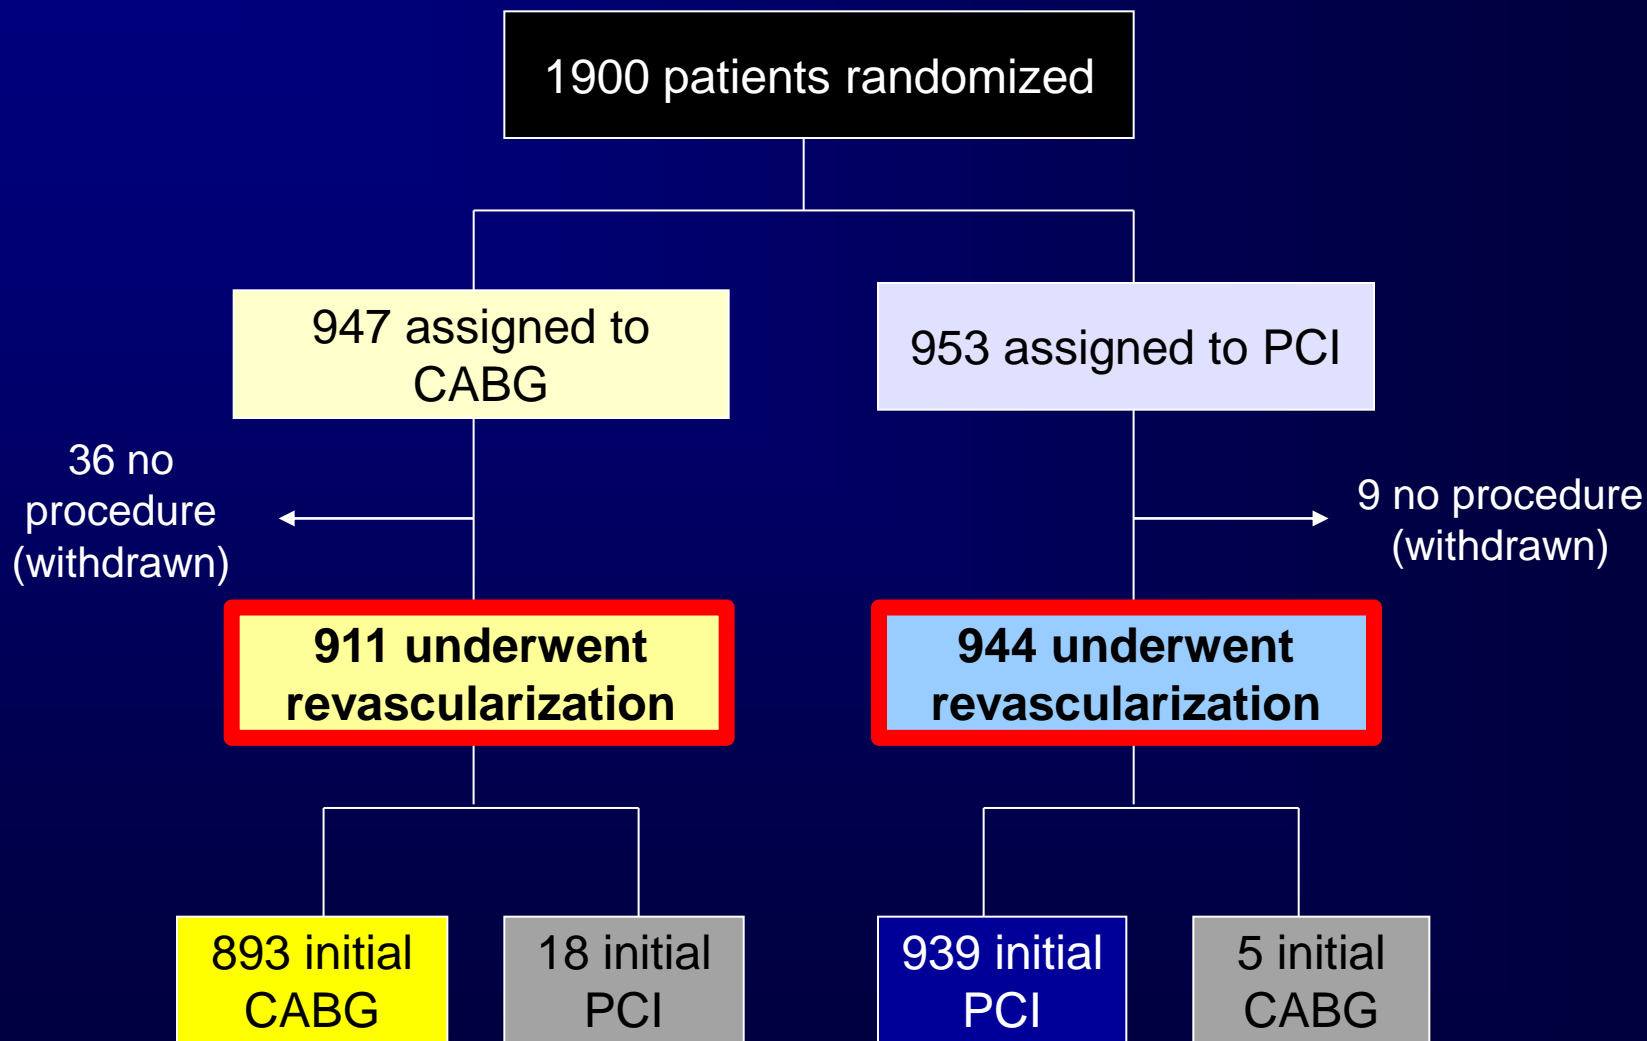 1900 patients randomized
947 assigned to
CABG
953 assigned to PCI
36 no
procedure
(withdrawn)
9 no procedure
(withdrawn)
911 underwent
revascularization
944 underwent
revascularization
893 initial
CABG
18 initial
PCI
939 initial
PCI
5 initial
CABG